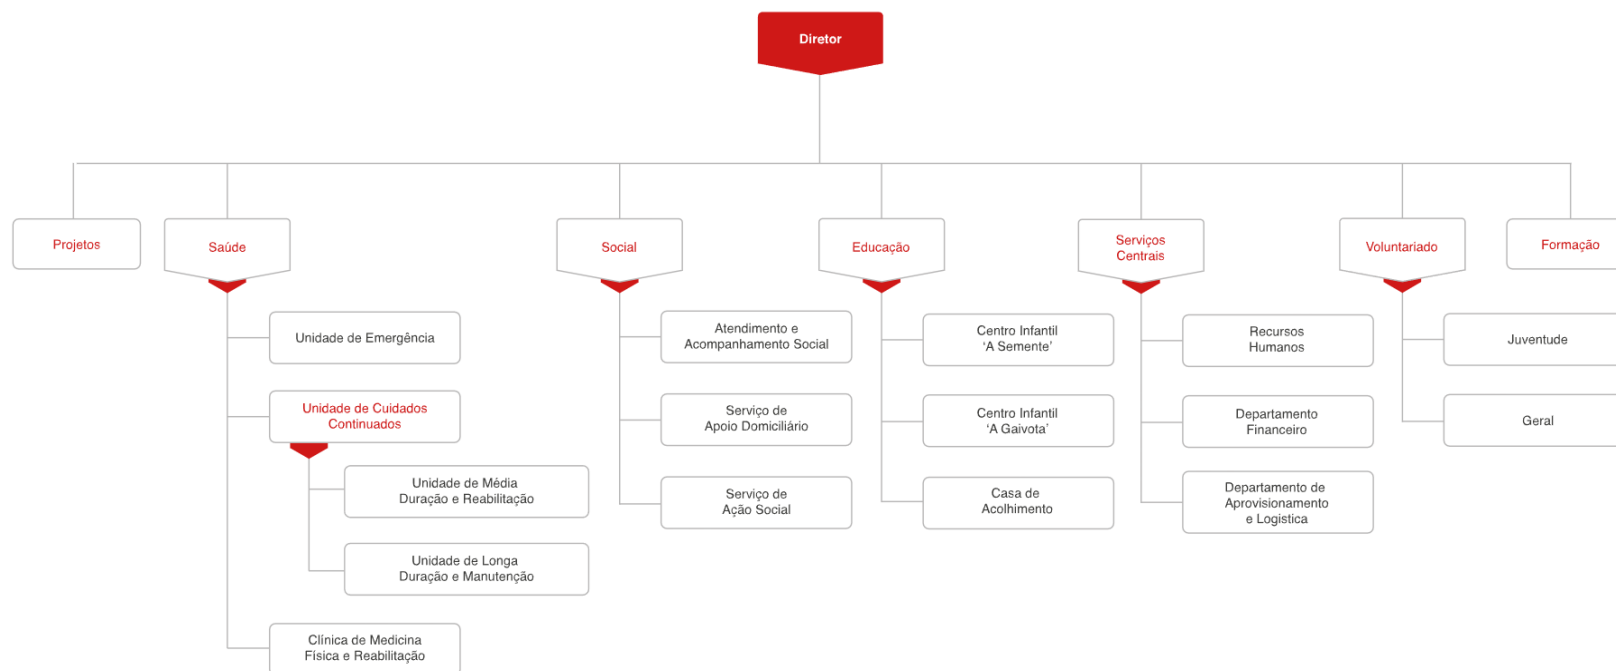 Diretor
Projetos
Saúde
Social
Educação
Serviços
Centrais
Voluntariado
Formação
Unidade de Emergência
Unidade de Cuidados
Continuados
Unidade de Média
Duração e Reabilitação
Unidade de Longa
Duração e Manutenção
Clínica de Medicina
Física e Reabilitação
Atendimento e
Acompanhamento Social
Serviço de
Apoio Domiciliário
Serviço de
Ação Social
Centro Infantil
‘A Semente’
Centro Infantil
‘A Gaivota’
Casa de
Acolhimento
Recursos
Humanos
Departamento
Financeiro
Departamento de
Aprovisionamento
e Logistica
Juventude
Geral